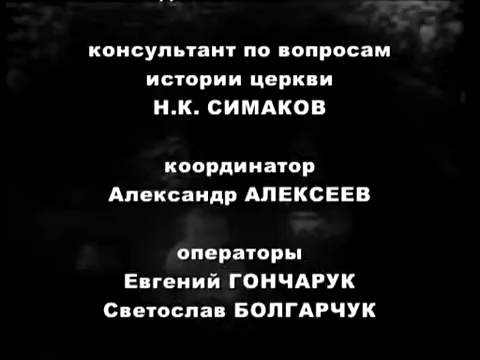 консультант по вопросам
истории церкви
Н.К. СИМАКОВ
координатор
Александр АЛЕКСЕЕВ
операторы
Евгений ГОНЧАРУК
Светослав БОЛГАРЧУК